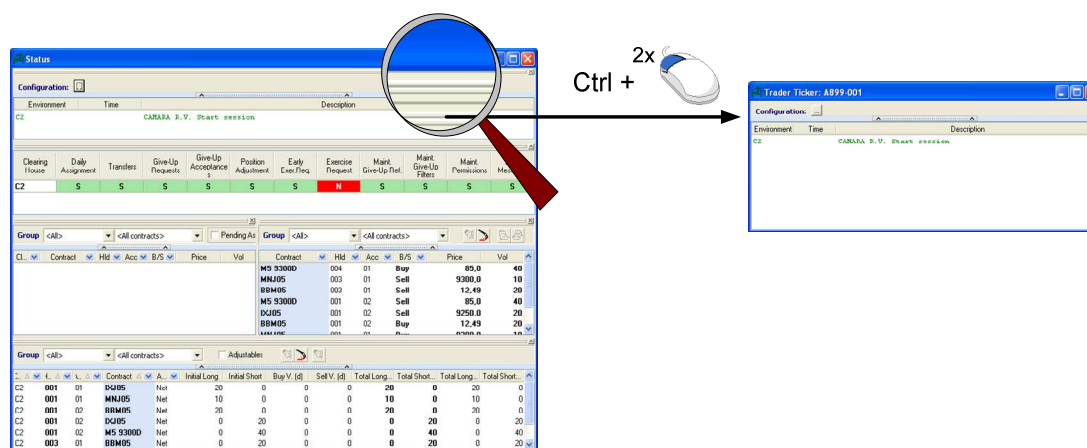 2x
Ctrl +
Status
Configuration:
Environment Time Description
C2 CAMARA R.V. Start session
Clearing House Daily Assignment Transfers Give-Up Requests Give-Up Acceptances Position Adjustment Early Exer.Req. Exercise Request Maint. Give-Up Ref. Maint. Give-Up Filters Maint. Permissions
C2 S S S S S S N S S S S
Group <All> <All contracts> Pending As Group <All> <All contracts>
Cl... Contract Hld Acc B/S Price Vol Contract Hld Acc B/S Price Vol
M5 9300D 004 01 Buy 85,0 40
MNJ05 003 01 Sell 9300,0 10
BBM05 003 01 Sell 12,49 20
M5 9300D 001 02 Sell 85,0 40
IXJ05 001 02 Sell 9250.0 20
BBM05 001 02 Buy 12,49 20
Group <All> <All contracts> Adjustables
Contract A... Initial Long Initial Short Buy V. (d) Sell V. (d) Total Long... Total Short... Total Long... Total Short...
C2 001 01 IXJ05 Net 20 0 0 0 20 0 20 0
C2 001 01 MNJ05 Net 10 0 0 0 10 0 10 0
C2 001 02 BBM05 Net 20 0 0 0 20 0 20 0
C2 001 02 IXJ05 Net 0 20 0 0 0 20 0 20
C2 001 02 M5 9300D Net 0 40 0 0 0 40 0 40
C2 003 01 BBM05 Net 0 20 0 0 0 20 0 20
Trader Ticker: A899-001
Configuration:
Environment Time Description
C2 CAMARA R.V. Start session